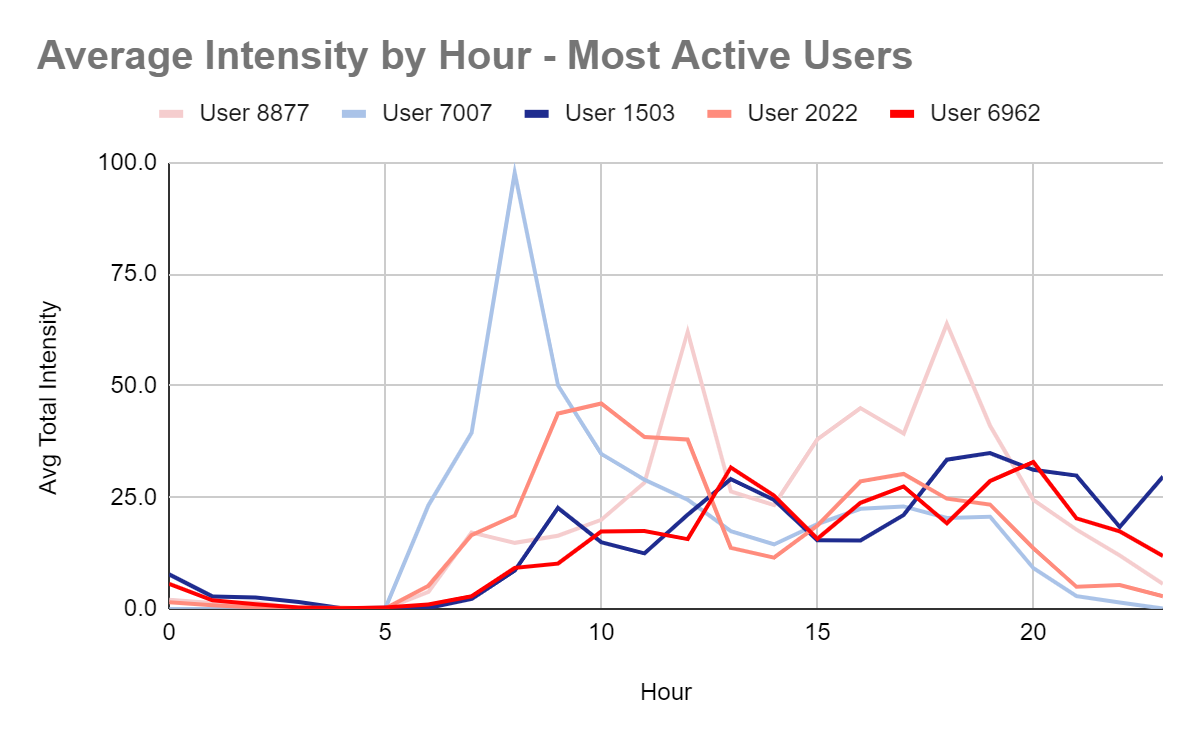 Average Intensity by Hour - Most Active Users
User 8877 User 7007 User 1503 User 2022 User 6962
100.0
75.0
50.0
25.0
0.0
Avg Total Intensity
0 5 10 15 20
Hour